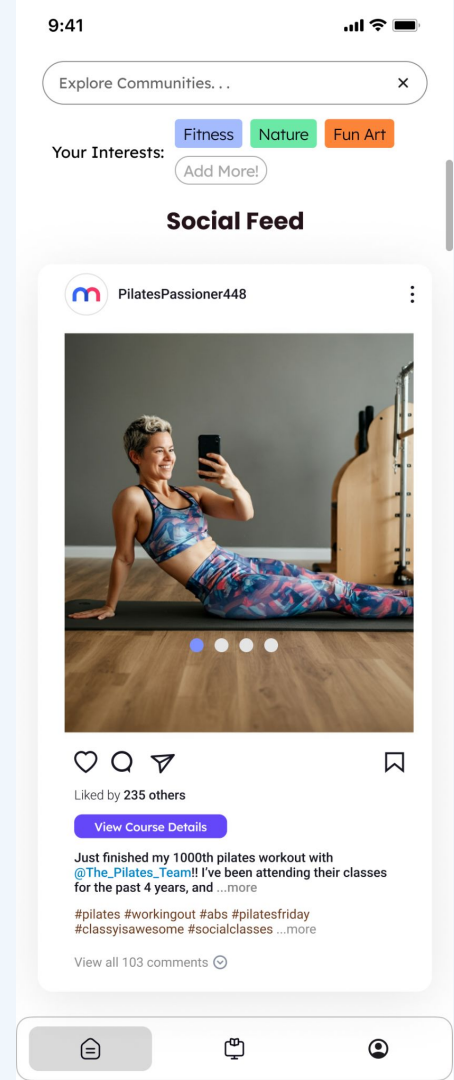 9:41
Explore Communities. . .
Your Interests:
Fitness Nature Fun Art
Add More!
Social Feed
PilatesPassioner448
Liked by 235 others
View Course Details
Just finished my 1000th pilates workout with
@The_Pilates_Team!! I've been attending their classes
for the past 4 years, and ...more
#pilates #workingout #abs #pilatesfriday
#classyisawesome #socialclasses ...more
View all 103 comments